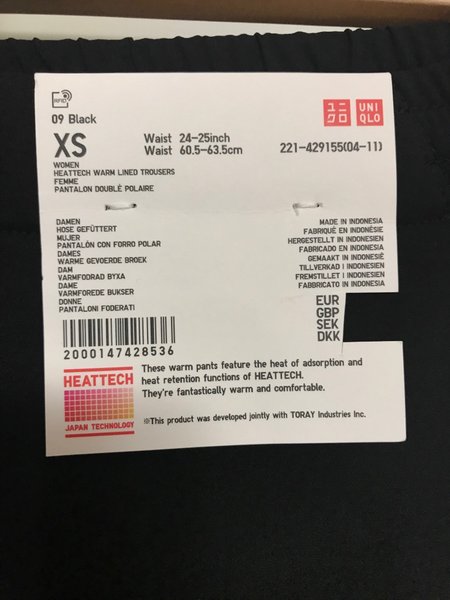 RFID
09 Black
ユニクロ
UNIQLO
XS
Waist 24-25inch
Waist 60.5-63.5cm
221-429155(04-11)
WOMEN
HEATTECH WARM LINED TROUSERS
FEMME
PANTALON DOUBLÉ POLAIRE
DAMEN
HOSE GEFÜTTERT
MUJER
PANTALÓN CON FORRO POLAR
DAMES
WARME GEVOERDE BROEK
DAM
VARMFODRAD BYXA
DAME
VARMFOREDE BUKSER
DONNE
PANTALONI FODERATI
MADE IN INDONESIA
FABRIQUÉ EN INDONÉSIE
HERGESTELLT IN INDONESIEN
FABRICADO EN INDONESIA
GEMAAKT IN INDONESIË
TILLVERKAD I INDONESIEN
FREMSTILLET I INDONESIEN
FABBRICATO IN INDONESIA
EUR
GBP
SEK
DKK
2000147428536
HEATTECH
JAPAN TECHNOLOGY
These warm pants feature the heat of adsorption and
heat retention functions of HEATTECH.
They're fantastically warm and comfortable.
※This product was developed jointly with TORAY Industries Inc.